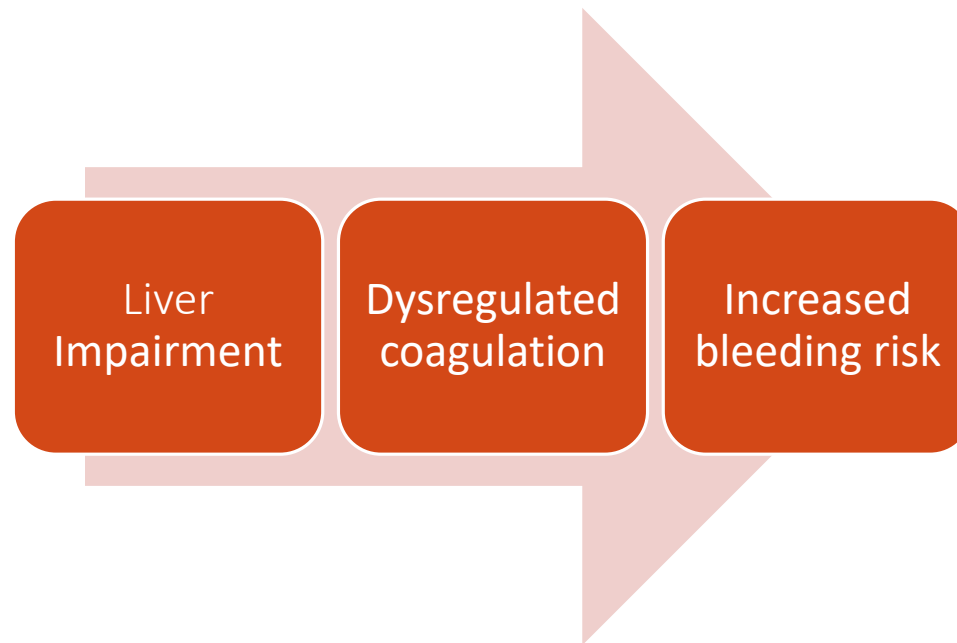 Liver
Impairment
Dysregulated
coagulation
Increased
bleeding risk